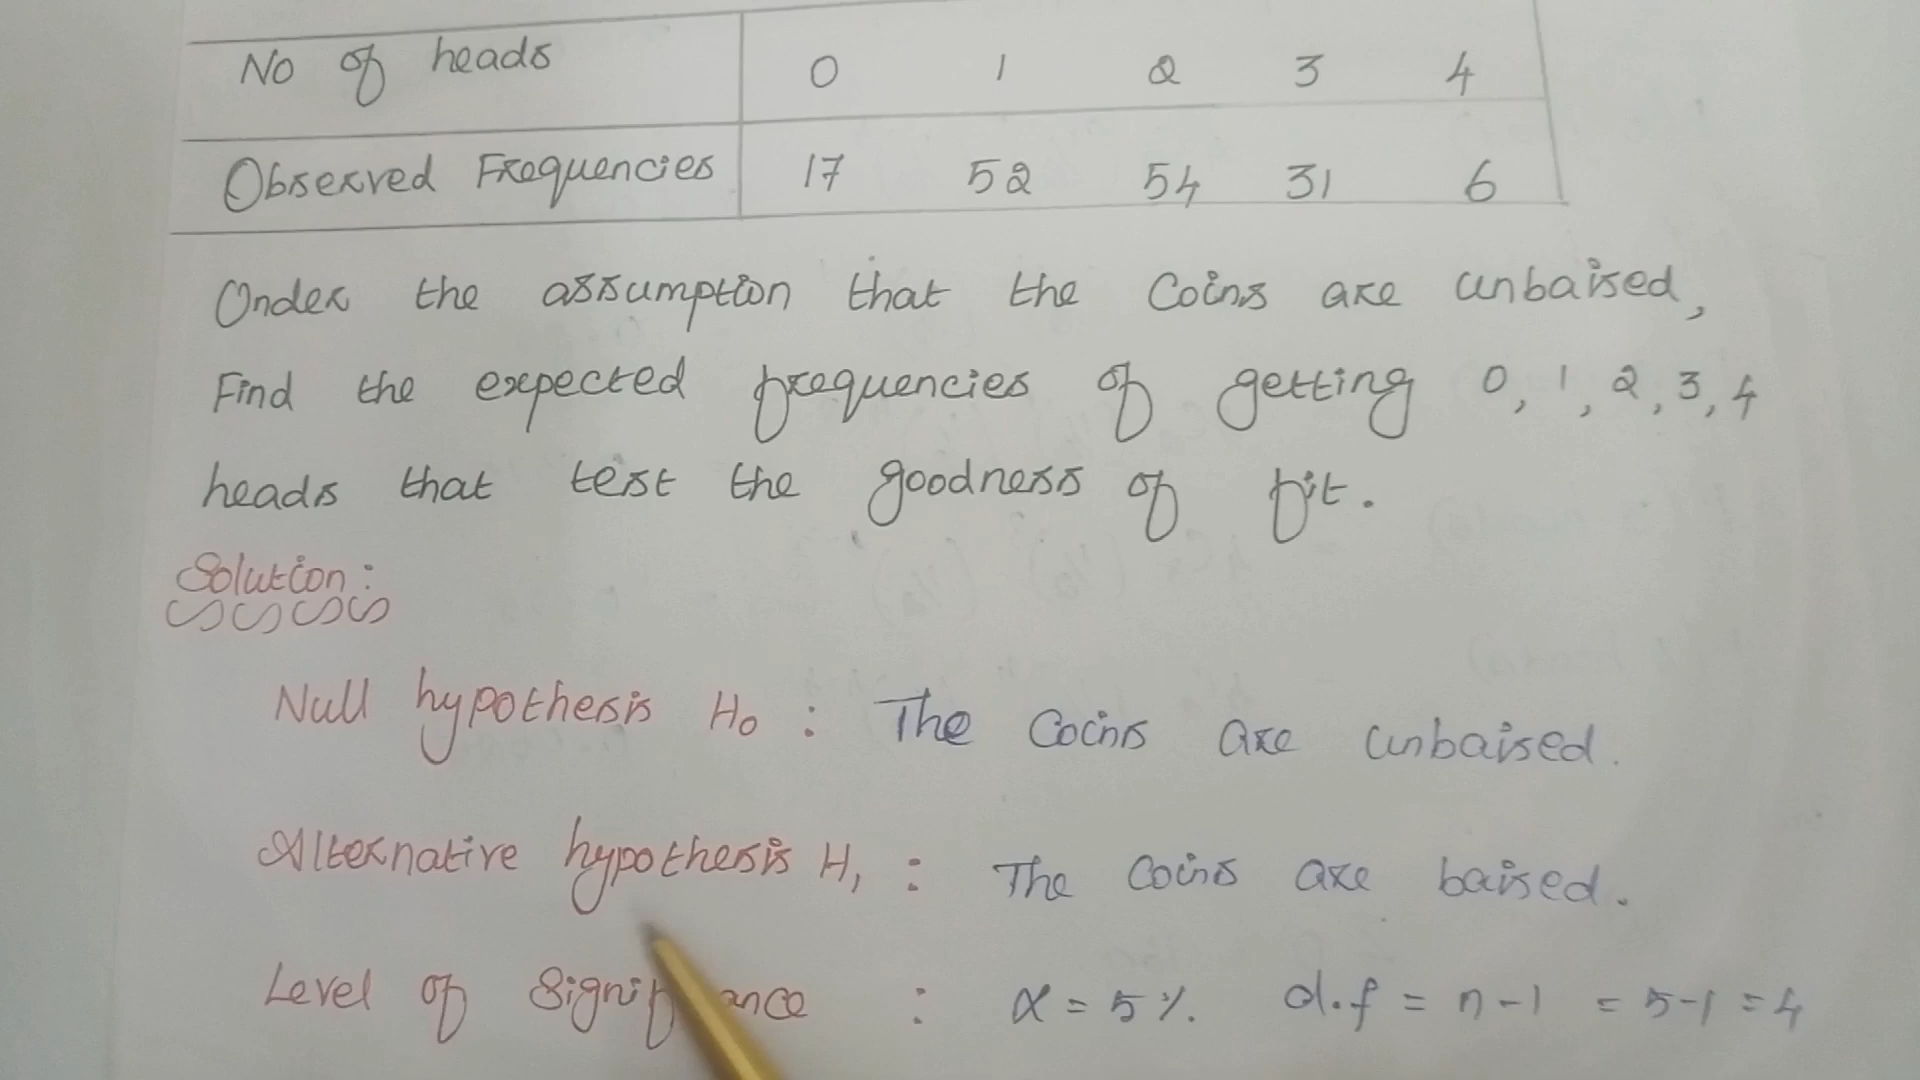 No of heads 0 1 2 3 4
Observed Frequencies 17 52 54 31 6
Under the assumption that the coins are unbaised,
Find the expected frequencies of getting 0, 1, 2, 3, 4
heads that test the goodness of fit.
Solution:
Null hypothesis H0 : The coins are unbaised.
Alternative hypothesis H1 : The coins are baised.
Level of : α = 5%. d.f = n-1 = 5-1 = 4